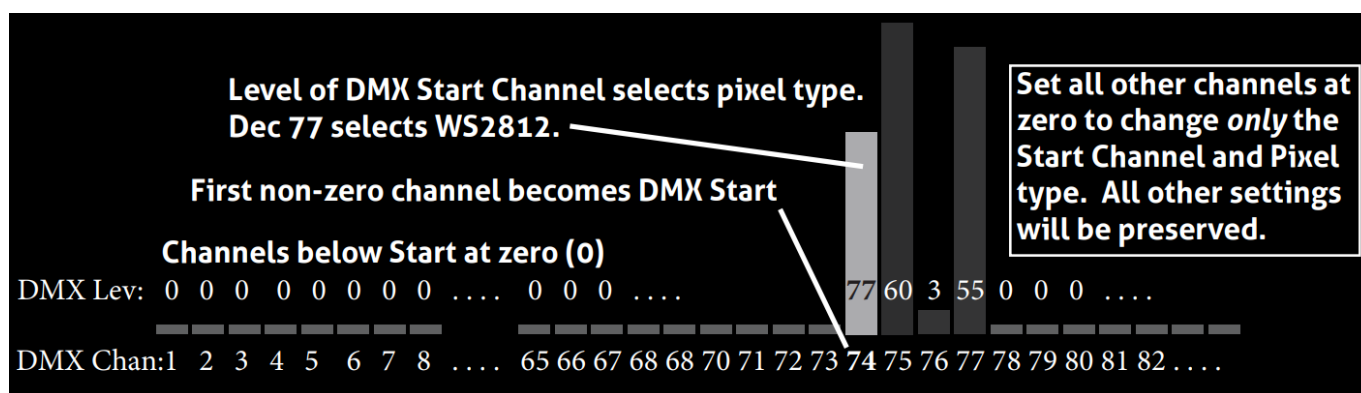 Level of DMX Start Channel selects pixel type.
Dec 77 selects WS2812.
First non-zero channel becomes DMX Start
Channels below Start at zero (0)
Set all other channels at
zero to change only the
Start Channel and Pixel
type. All other settings
will be preserved.
DMX Lev: 0 0 0 0 0 0 0 0 .... 0 0 0 .... 77 60 3 55 0 0 0 ....
DMX Chan:1 2 3 4 5 6 7 8 .... 65 66 67 68 68 70 71 72 73 74 75 76 77 78 79 80 81 82 ....